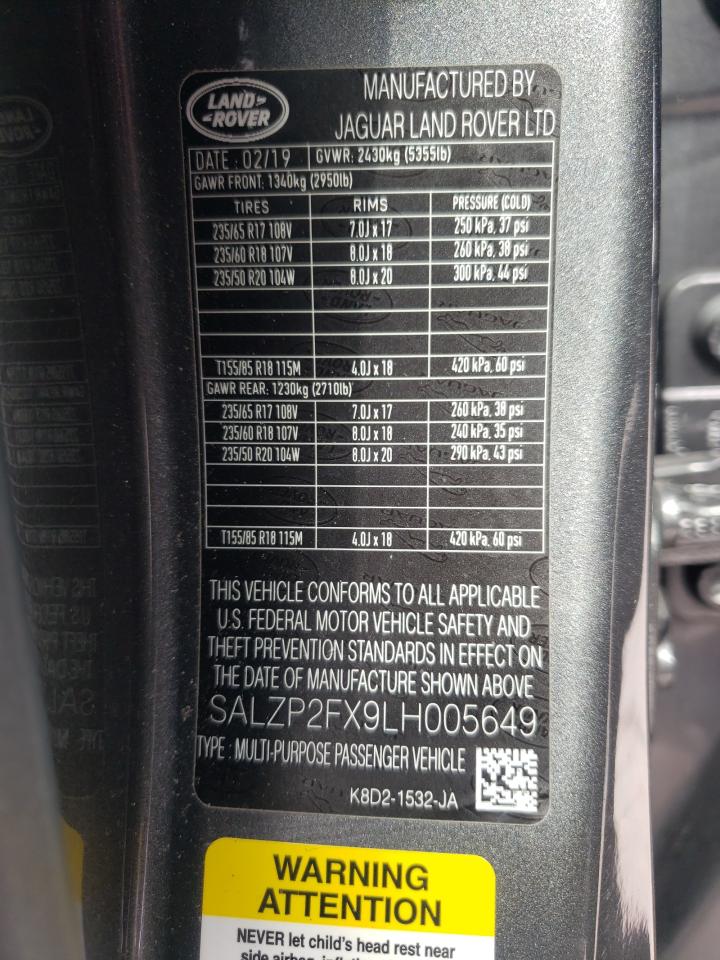 LAND ROVER
MANUFACTURED BY
JAGUAR LAND ROVER LTD
DATE : 02/19 GVWR: 2430kg (5355lb)
GAWR FRONT: 1340kg (2950lb)
TIRES RIMS PRESSURE (COLD)
235/65 R17 108V 7.0J x 17 250 kPa, 37 psi
235/60 R18 107V 8.0J x 18 260 kPa, 38 psi
235/50 R20 104W 8.0J x 20 300 kPa, 44 psi
T155/85 R18 115M 4.0J x 18 420 kPa, 60 psi
GAWR REAR: 1230kg (2710lb)
235/65 R17 108V 7.0J x 17 260 kPa, 38 psi
235/60 R18 107V 8.0J x 18 240 kPa, 35 psi
235/50 R20 104W 8.0J x 20 290 kPa, 43 psi
T155/85 R18 115M 4.0J x 18 420 kPa, 60 psi
THIS VEHICLE CONFORMS TO ALL APPLICABLE
U.S. FEDERAL MOTOR VEHICLE SAFETY AND
THEFT PREVENTION STANDARDS IN EFFECT ON
THE DATE OF MANUFACTURE SHOWN ABOVE
SALZP2FX9LH005649
TYPE : MULTI-PURPOSE PASSENGER VEHICLE
K8D2-1532-JA
WARNING
ATTENTION
NEVER let child's head rest near
side airbag